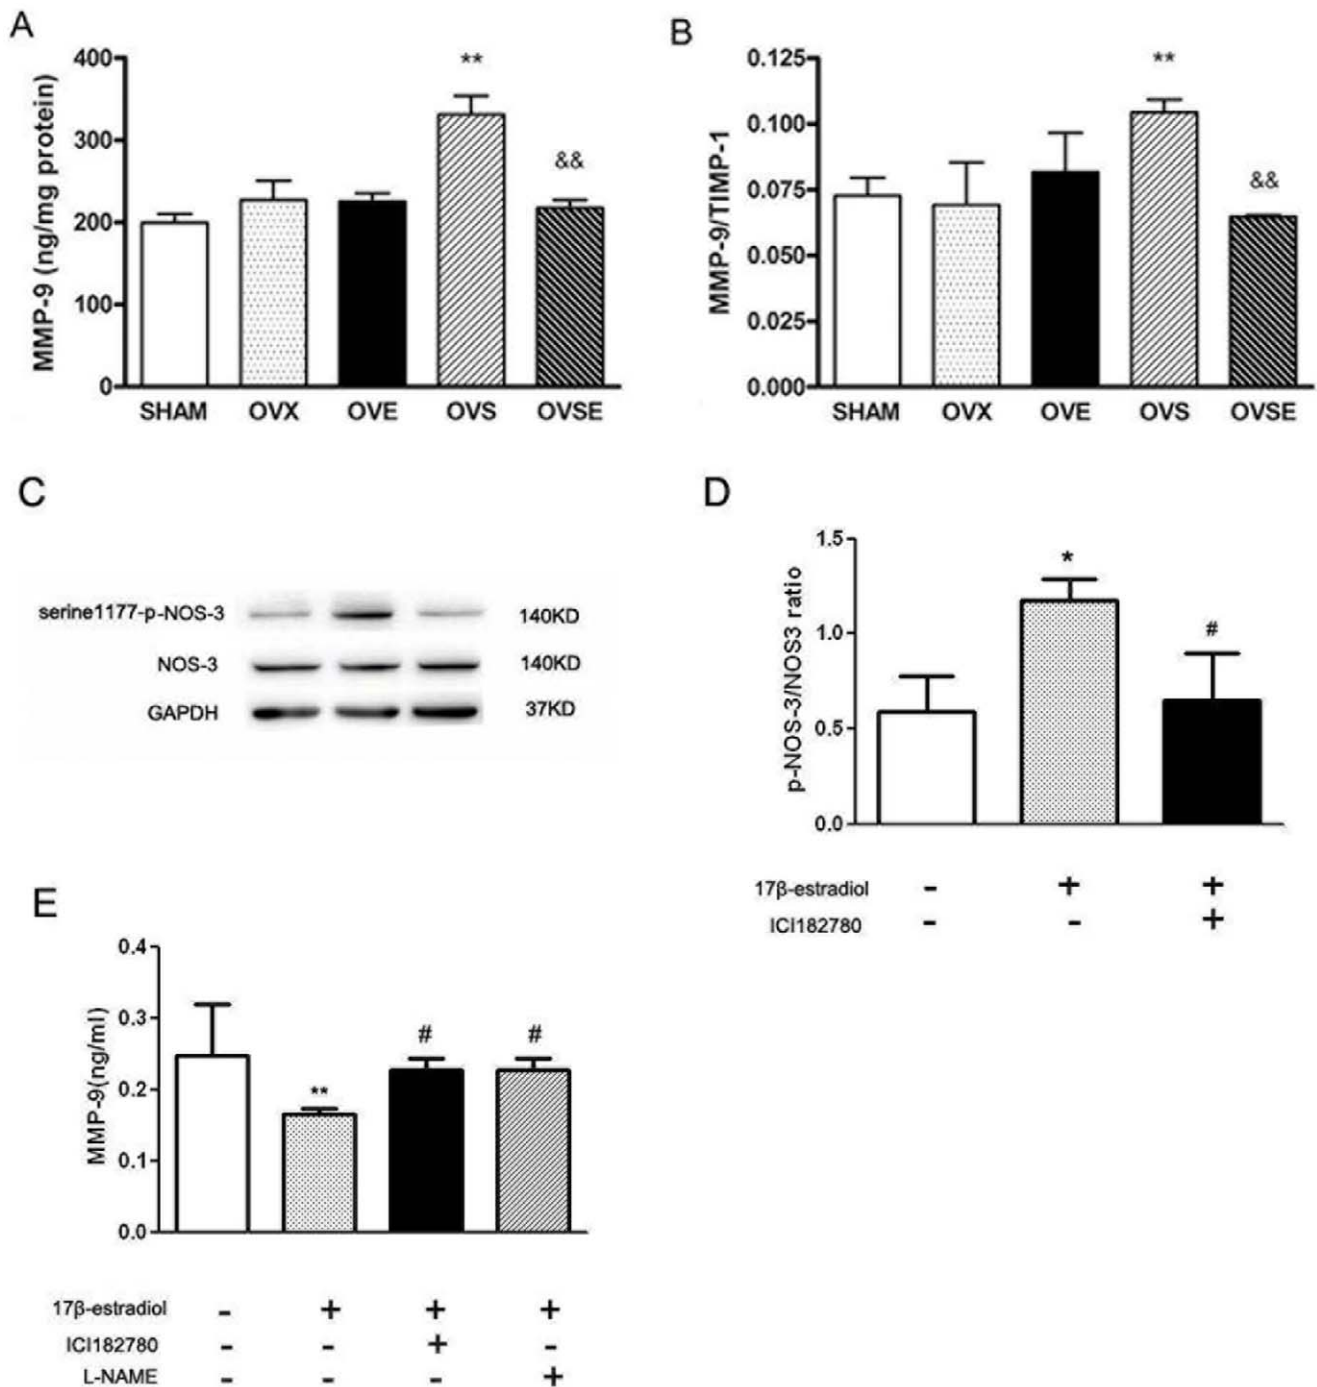 A
MMP-9 (ng/mg protein)
400
300
200
100
0
**
&&
SHAM OVX OVE OVS OVSE
B
MMP-9/TIMP-1
0.125
0.100
0.075
0.050
0.025
0.000
**
&&
SHAM OVX OVE OVS OVSE
C
serine1177-p-NOS-3 140KD
NOS-3 140KD
GAPDH 37KD
D
p-NOS-3/NOS3 ratio
1.5
1.0
0.5
0.0
*
#
17β-estradiol - + +
ICI182780 - - +
E
MMP-9(ng/ml)
0.4
0.3
0.2
0.1
0.0
**
#
#
17β-estradiol - + + +
ICI182780 - - + -
L-NAME - - - +